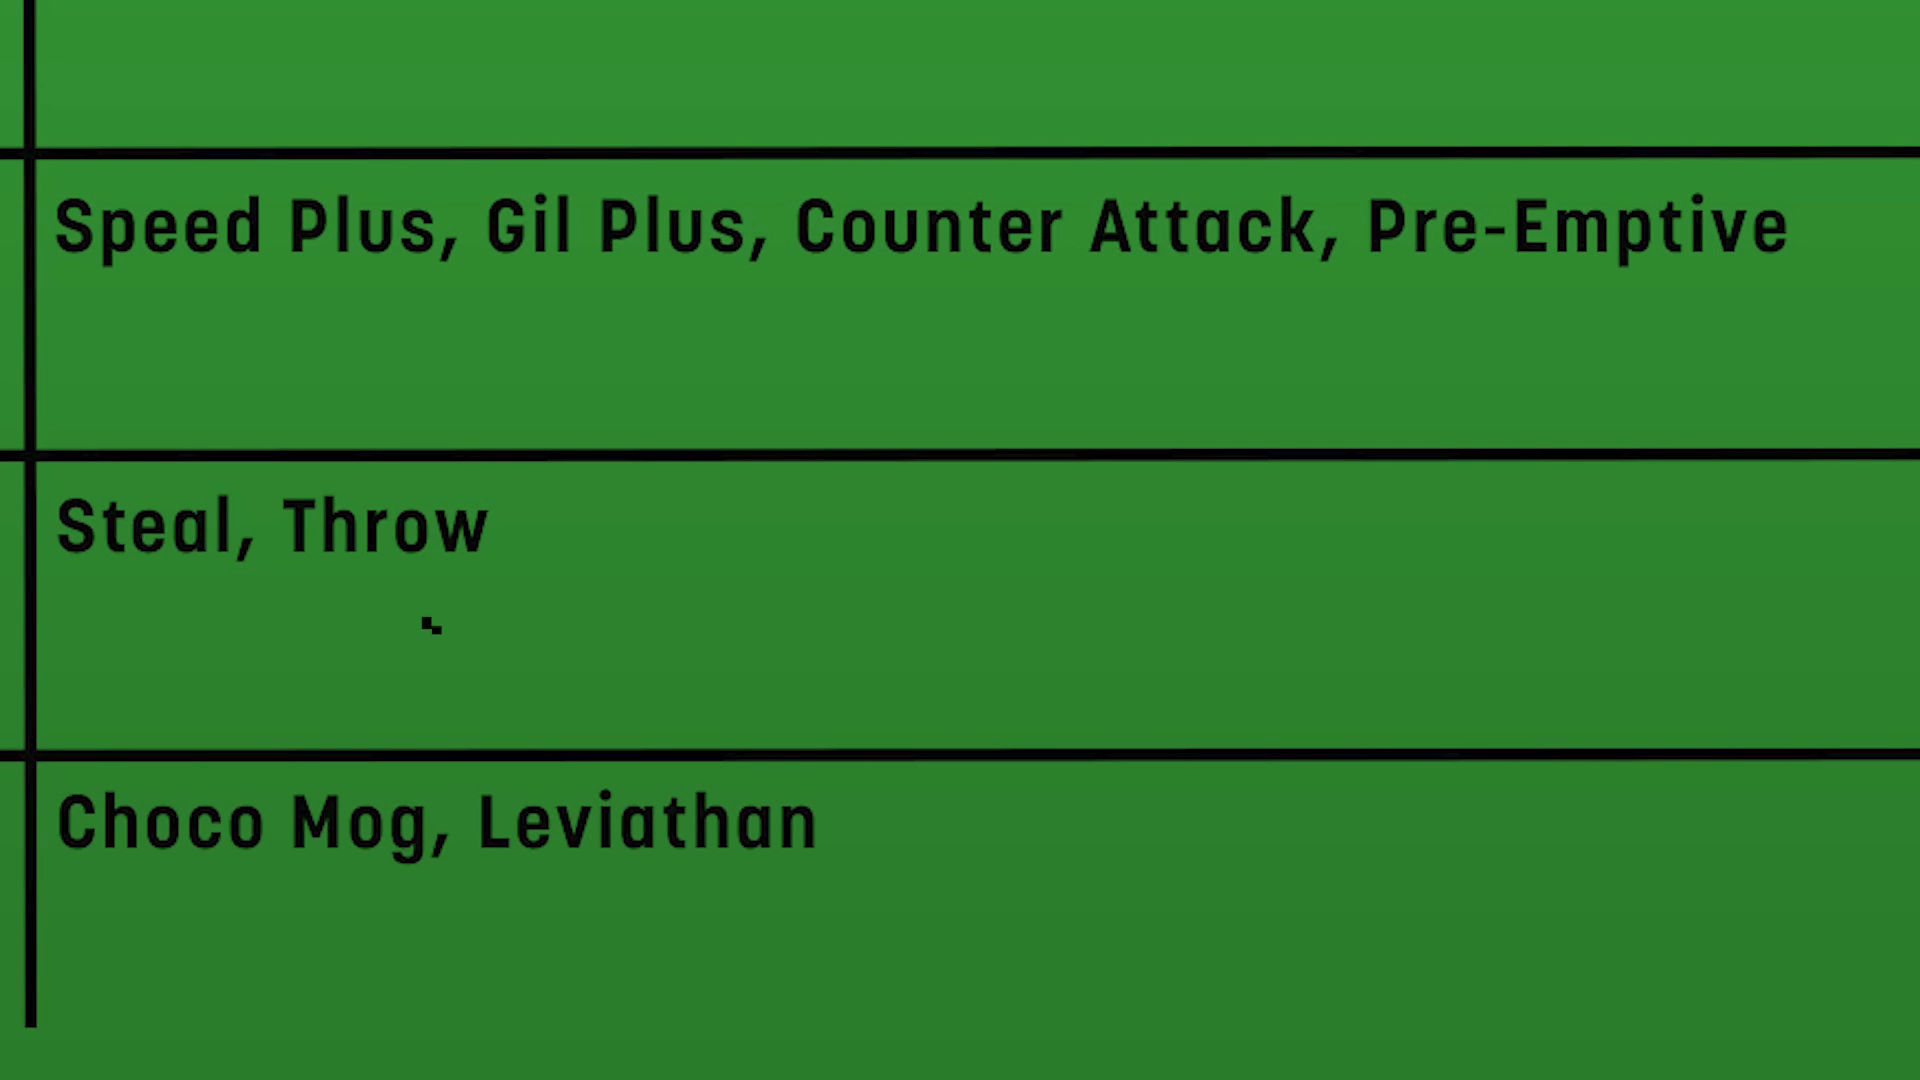 Speed Plus, Gil Plus, Counter Attack, Pre-Emptive
Steal, Throw
Choco Mog, Leviathan